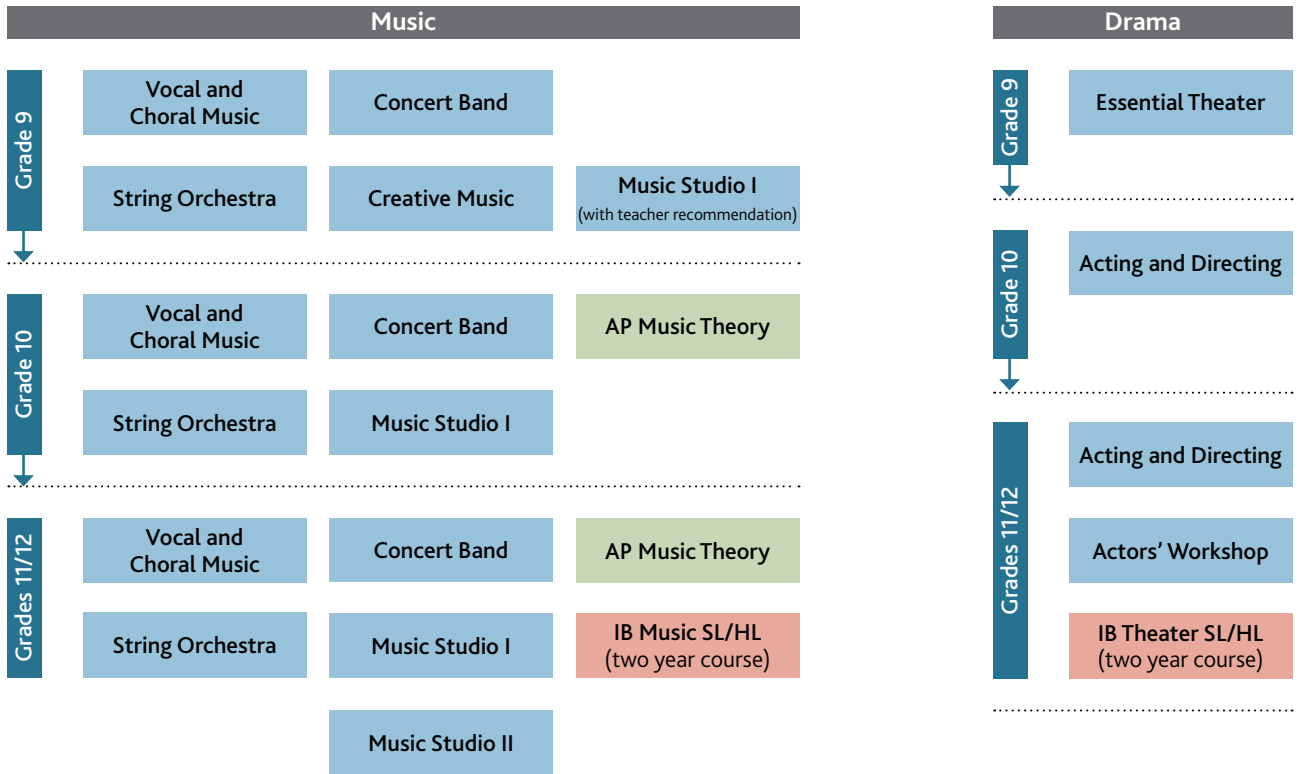 Music
Grade 9
Vocal and
Choral Music
Concert Band
String Orchestra
Creative Music
Music Studio I
(with teacher recommendation)
Grade 10
Vocal and
Choral Music
Concert Band
AP Music Theory
String Orchestra
Music Studio I
Grades 11/12
Vocal and
Choral Music
Concert Band
AP Music Theory
String Orchestra
Music Studio I
IB Music SL/HL
(two year course)
Music Studio II
Drama
Grade 9
Essential Theater
Grade 10
Acting and Directing
Grades 11/12
Acting and Directing
Actors’ Workshop
IB Theater SL/HL
(two year course)